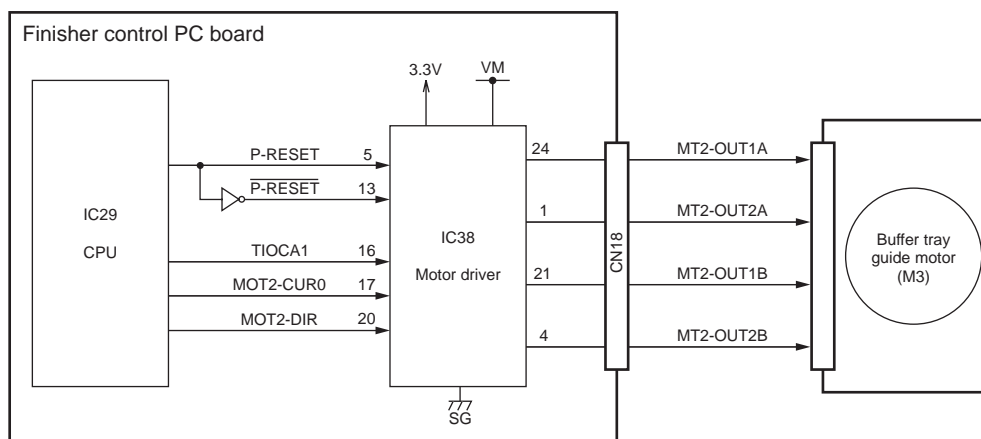 Finisher control PC board
3.3V
VM
P-RESET 5
P-RESET 13
IC29
CPU
TIOCA1 16
MOT2-CUR0 17
MOT2-DIR 20
IC38
Motor driver
SG
24
1
21
4
CN18
MT2-OUT1A
MT2-OUT2A
MT2-OUT1B
MT2-OUT2B
Buffer tray
guide motor
(M3)